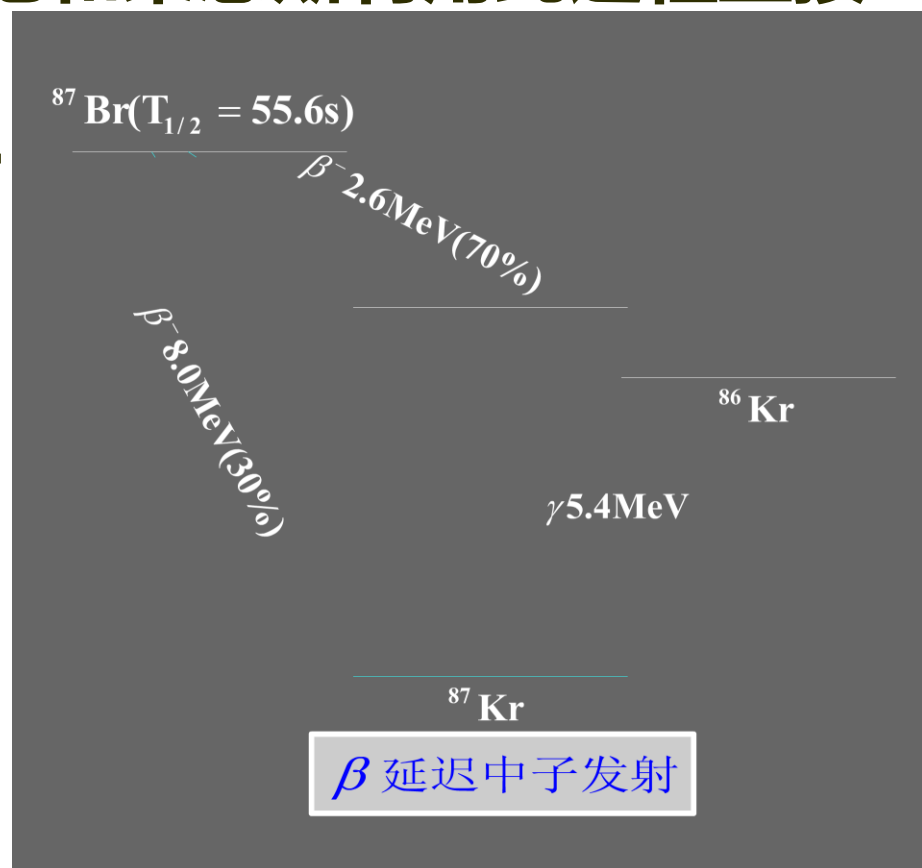 ⁸⁷Br(T₁/₂ = 55.6s)
β⁻2.6MeV(70%)
β⁻8.0MeV(30%)
⁸⁶Kr
γ5.4MeV
⁸⁷Kr
β 延迟中子发射